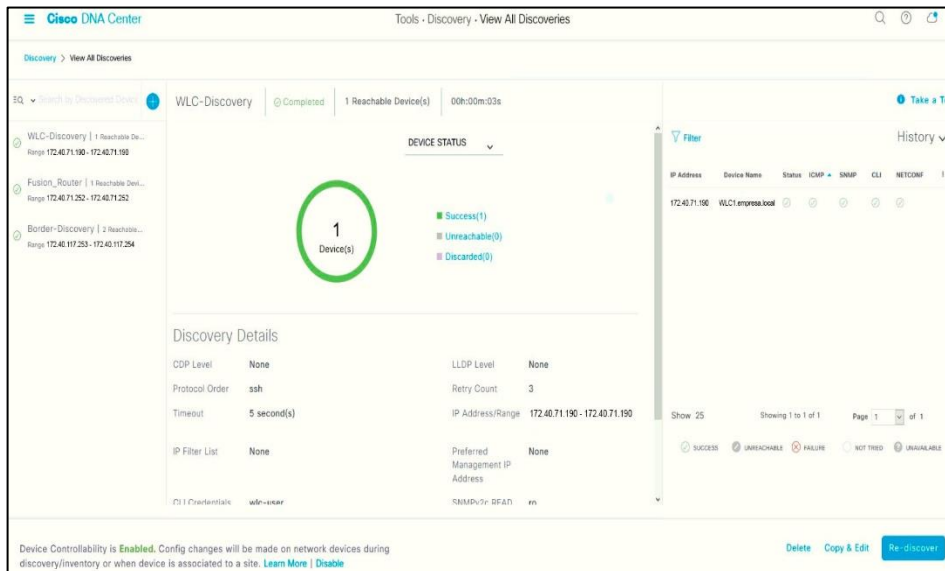 Cisco DNA Center
Tools - Discovery - View All Discoveries
Discovery > View All Discoveries
Search by Discovered Device
WLC-Discovery | 1 Reachable De...
Range 172.40.71.190 - 172.40.71.190
Fusion_Router | 1 Reachable Devi...
Range 172.40.71.252 - 172.40.71.252
Border-Discovery | 2 Reachable...
Range 172.40.117.253 - 172.40.117.254
WLC-Discovery Completed 1 Reachable Device(s) 00h:00m:03s
DEVICE STATUS
1
Device(s)
Success(1)
Unreachable(0)
Discarded(0)
Discovery Details
CDP Level None LLDP Level None
Protocol Order ssh Retry Count 3
Timeout 5 second(s) IP Address/Range 172.40.71.190 - 172.40.71.190
IP Filter List None Preferred Management IP Address None
CLI Credentials wlc-user SNMPv2c READ ro
Take a T
Filter History
IP Address Device Name Status ICMP SNMP CLI NETCONF
172.40.71.190 WLC1.empresa.local
Show 25 Showing 1 to 1 of 1 Page 1 of 1
SUCCESS UNREACHABLE FAILURE NOT TRIED UNAVAILABLE
Device Controllability is Enabled. Config changes will be made on network devices during
discovery/inventory or when device is associated to a site. Learn More | Disable
Delete Copy & Edit Re-discover